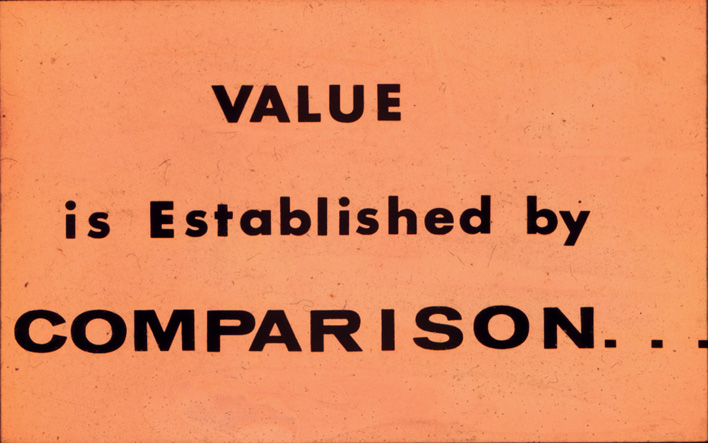 VALUE
is Established by
COMPARISON...